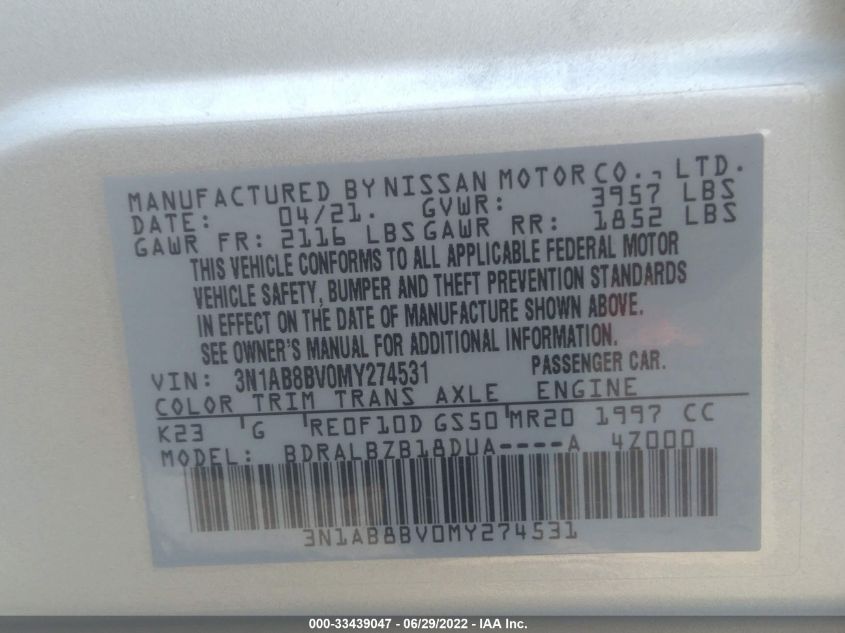 MANUFACTURED BY NISSAN MOTOR CO., LTD.
DATE: 04/21. GVWR: 3957 LBS
GAWR FR: 2116 LBS GAWR RR: 1852 LBS
THIS VEHICLE CONFORMS TO ALL APPLICABLE FEDERAL MOTOR
VEHICLE SAFETY, BUMPER AND THEFT PREVENTION STANDARDS
IN EFFECT ON THE DATE OF MANUFACTURE SHOWN ABOVE.
SEE OWNER'S MANUAL FOR ADDITIONAL INFORMATION.
VIN: 3N1AB8BV0MY274531 PASSENGER CAR.
COLOR TRIM TRANS AXLE ENGINE
K23 'G 'RE0F10D GS50'MR20 1997 CC
MODEL: BDRALBZB18DUA----A 4Z000
3N1AB8BV0MY274531
000-33439047 - 06/29/2022 - IAA Inc.